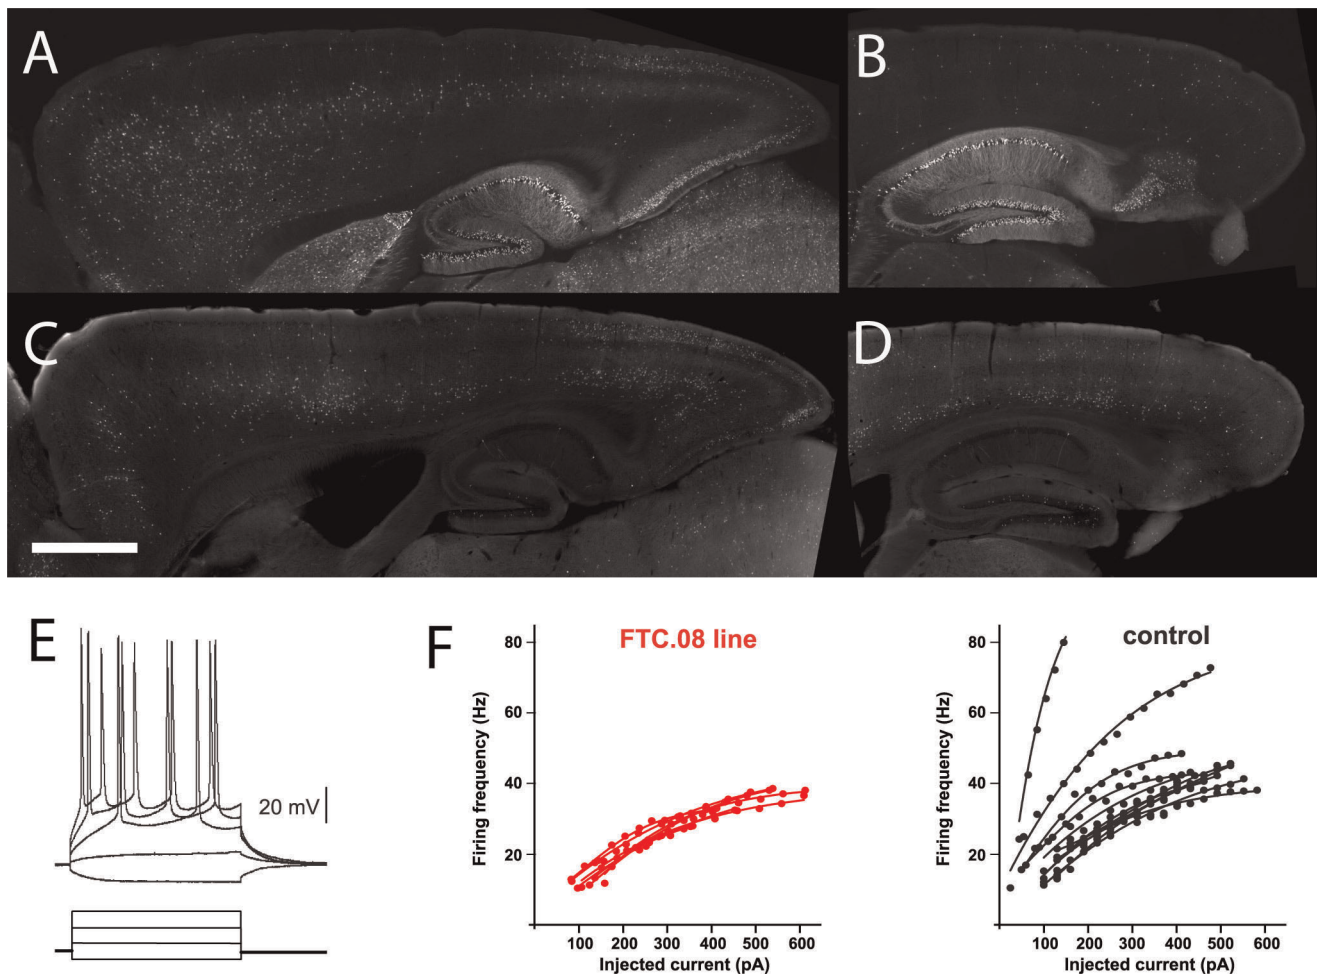 A
B
C
D
E
20 mV
F
FTC.08 line
Firing frequency (Hz)
80
60
40
20
100 200 300 400 500 600
Injected current (pA)
control
Firing frequency (Hz)
80
60
40
20
100 200 300 400 500 600
Injected current (pA)